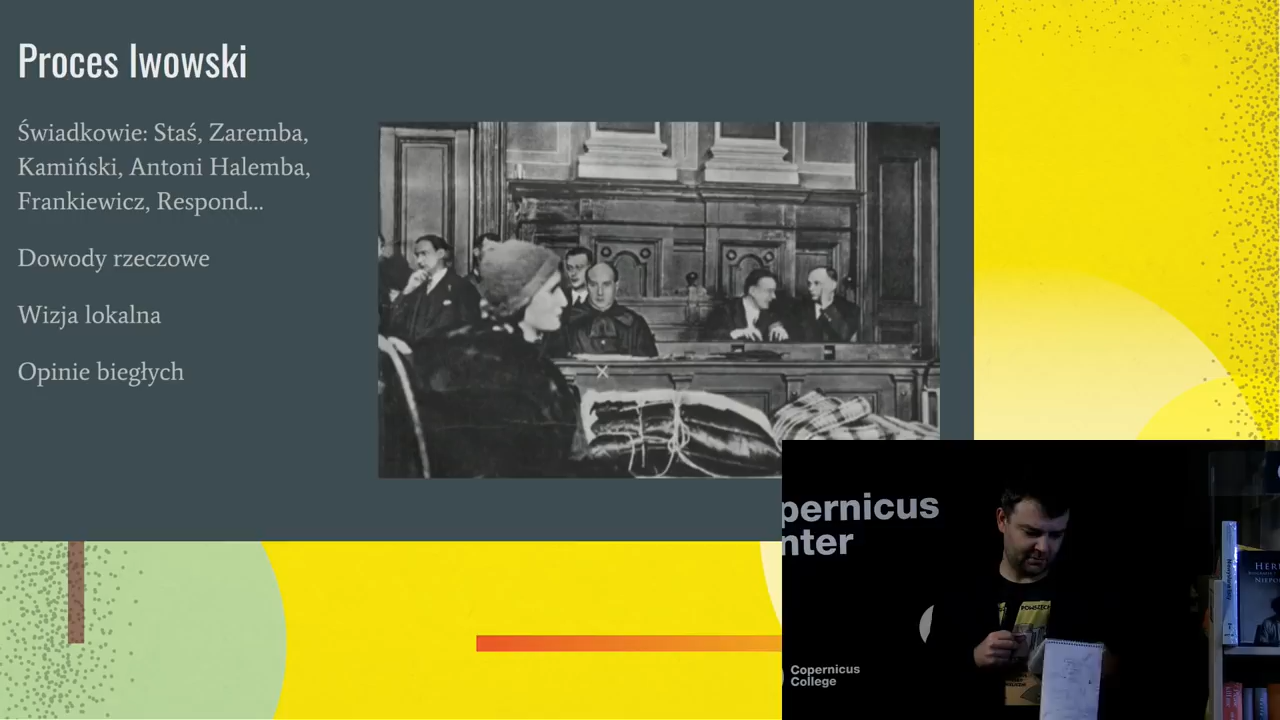 Proces lwowski
Świadkowie: Staś, Zaremba,
Kamiński, Antoni Halemba,
Frankiewicz, Respond...
Dowody rzeczowe
Wizja lokalna
Opinie biegłych
pernicus
nter
Copernicus
College
HER